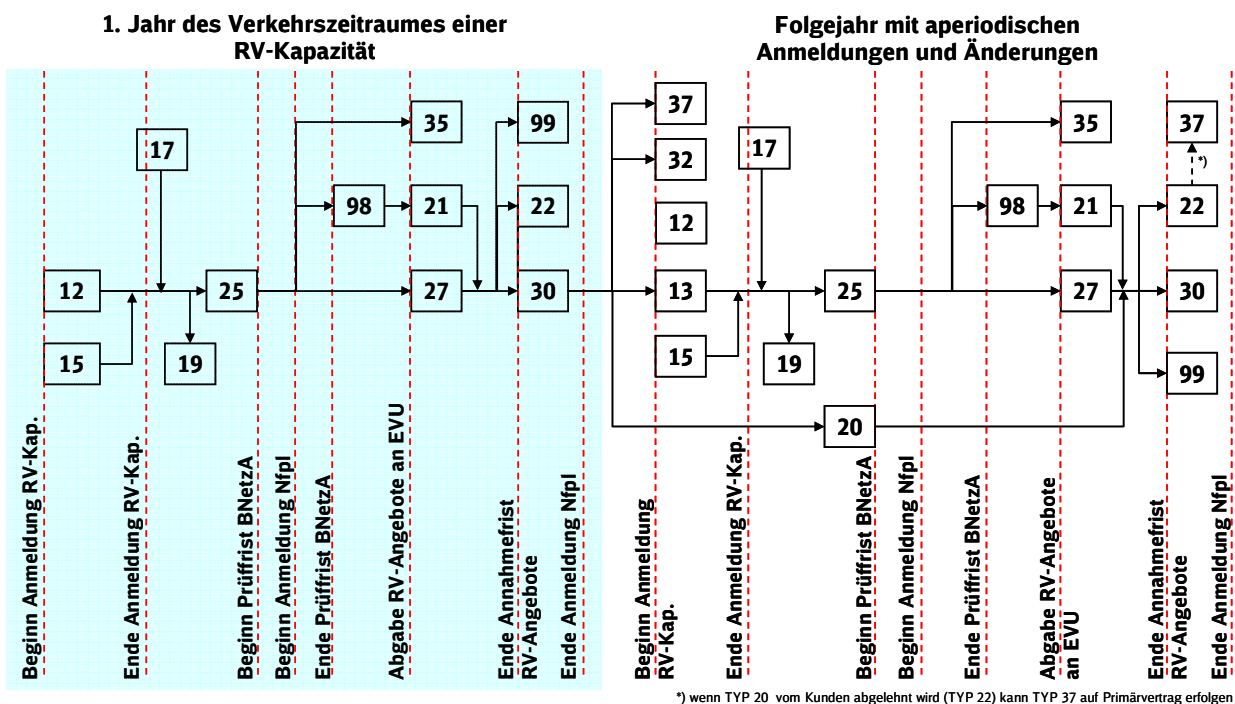 1. Jahr des Verkehrszeitraumes einer
RV-Kapazität
Folgejahr mit aperiodischen
Anmeldungen und Änderungen
35
99
17
98
21
22
12
25
27
30
15
19
37
32
17
12
13
15
19
25
20
35
98
21
27
37
*)
22
30
99
Beginn Anmeldung RV-Kap.
Ende Anmeldung RV-Kap.
Beginn Prüffrist BNetzA
Beginn Anmeldung Nfpl
Ende Prüffrist BNetzA
Abgabe RV-Angebote an EVU
Ende Annahmefrist
RV-Angebote
Ende Anmeldung Nfpl
Beginn Anmeldung
RV-Kap.
Ende Anmeldung RV-Kap.
Beginn Prüffrist BNetzA
Beginn Anmeldung Nfpl
Ende Prüffrist BNetzA
Abgabe RV-Angebote
an EVU
Ende Annahmefrist
RV-Angebote
Ende Anmeldung Nfpl
*) wenn TYP 20 vom Kunden abgelehnt wird (TYP 22) kann TYP 37 auf Primärvertrag erfolgen